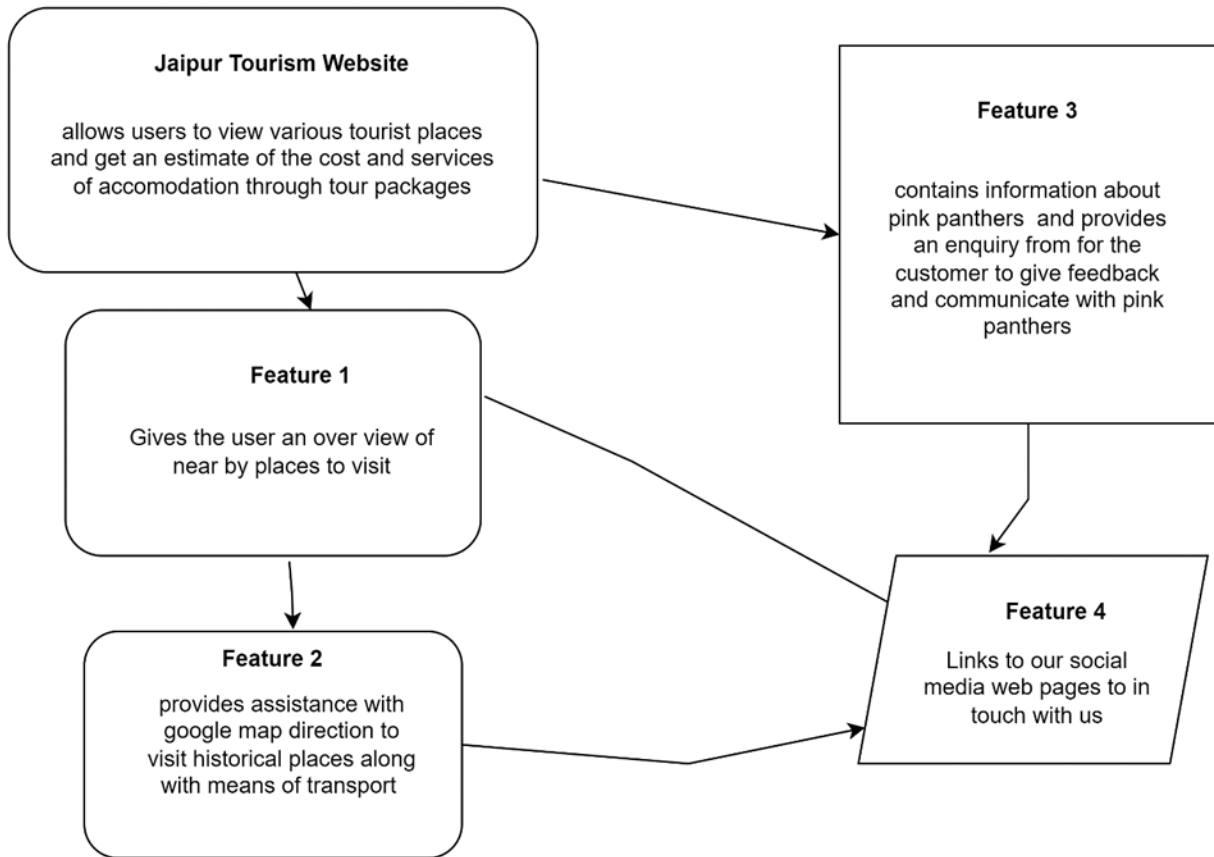 Jaipur Tourism Website
allows users to view various tourist places
and get an estimate of the cost and services
of accomodation through tour packages
Feature 1
Gives the user an over view of
near by places to visit
Feature 2
provides assistance with
google map direction to
visit historical places along
with means of transport
Feature 3
contains information about
pink panthers and provides
an enquiry from for the
customer to give feedback
and communicate with pink
panthers
Feature 4
Links to our social
media web pages to in
touch with us